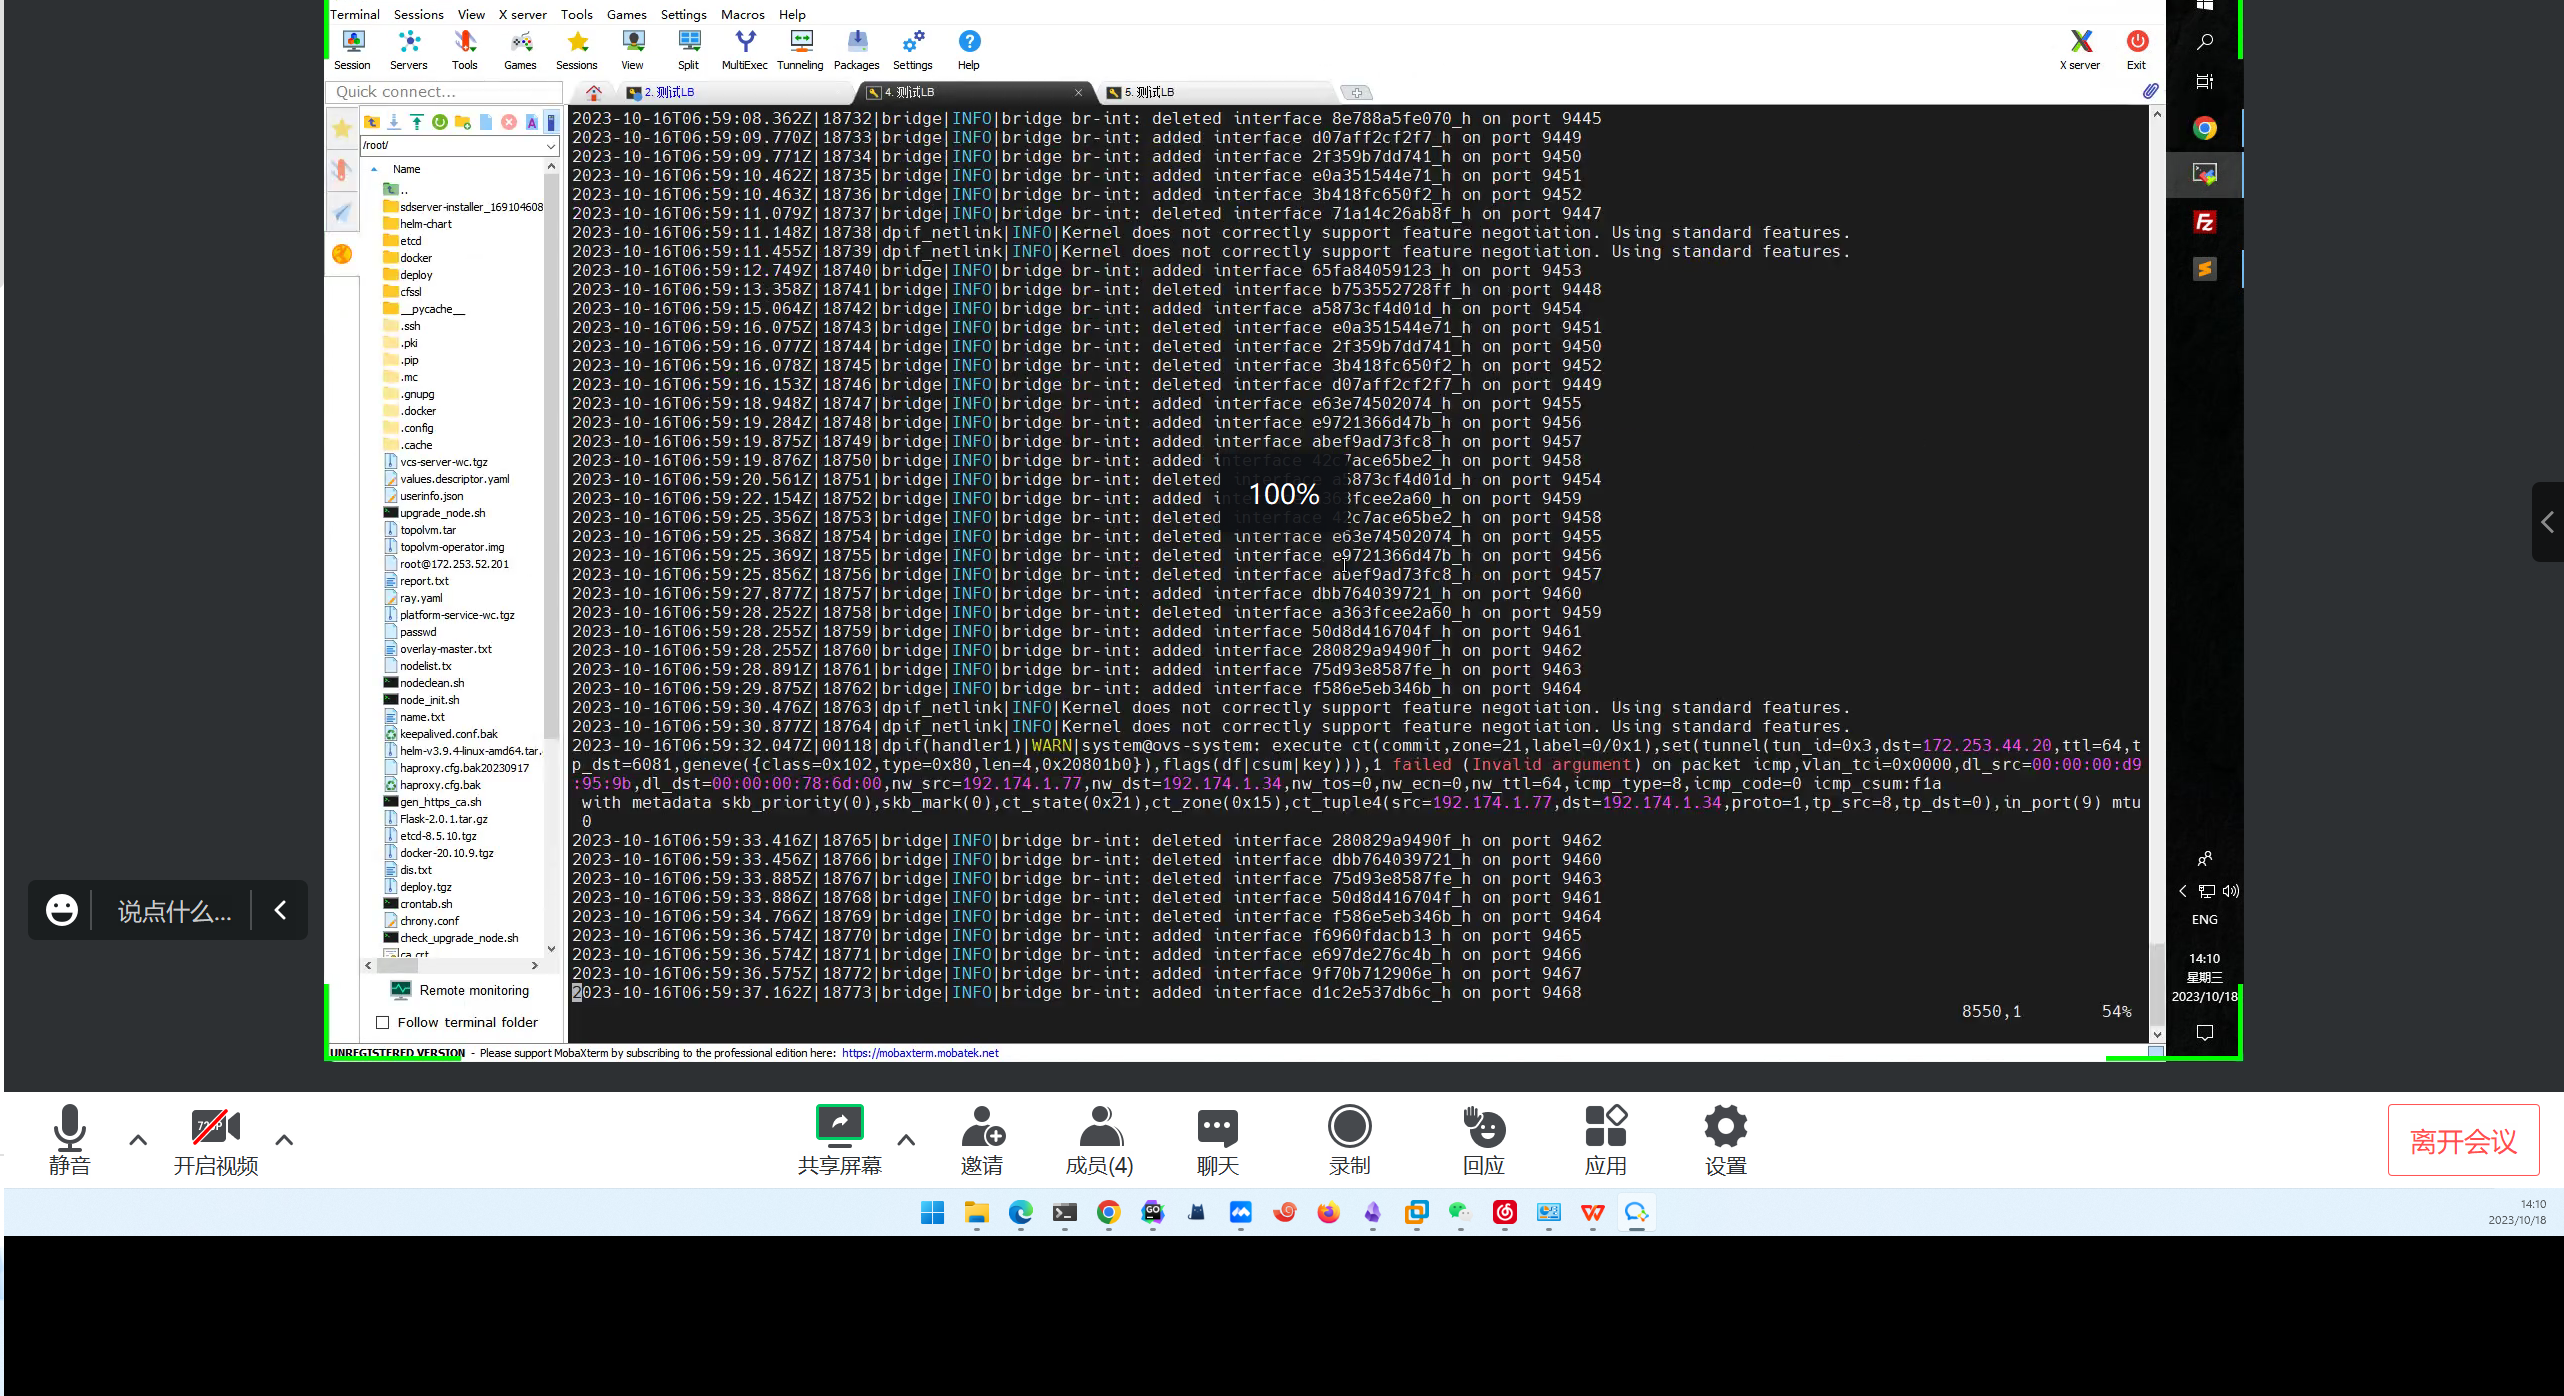 Terminal Sessions View X server Tools Games Settings Macros Help
Session Servers Tools Games Sessions View Split MultiExec Tunneling Packages Settings Help X server Exit
Quick connect...
2. 测试LB
4. 测试LB
5. 测试LB
/root/
Name
..
sdserver-installer_169104608
helm-chart
etcd
docker
deploy
cfssl
__pycache__
.ssh
.pki
.pip
.mc
.gnupg
.docker
.config
.cache
vcs-server-wc.tgz
values.descriptor.yaml
userinfo.json
upgrade_node.sh
topolvm.tar
topolvm-operator.img
root@172.253.52.201
report.txt
ray.yaml
platform-service-wc.tgz
passwd
overlay-master.txt
nodelist.tx
nodeclean.sh
node_init.sh
name.txt
keepalived.conf.bak
helm-v3.9.4-linux-amd64.tar.
haproxy.cfg.bak20230917
haproxy.cfg.bak
gen_https_ca.sh
Flask-2.0.1.tar.gz
etcd-8.5.10.tgz
docker-20.10.9.tgz
dis.txt
deploy.tgz
crontab.sh
chrony.conf
check_upgrade_node.sh
ca.crt
Remote monitoring
Follow terminal folder
2023-10-16T06:59:08.362Z|18732|bridge|INFO|bridge br-int: deleted interface 8e788a5fe070_h on port 9445
2023-10-16T06:59:09.770Z|18733|bridge|INFO|bridge br-int: added interface d07aff2cf2f7_h on port 9449
2023-10-16T06:59:09.771Z|18734|bridge|INFO|bridge br-int: added interface 2f359b7dd741_h on port 9450
2023-10-16T06:59:10.462Z|18735|bridge|INFO|bridge br-int: added interface e0a351544e71_h on port 9451
2023-10-16T06:59:10.463Z|18736|bridge|INFO|bridge br-int: added interface 3b418fc650f2_h on port 9452
2023-10-16T06:59:11.079Z|18737|bridge|INFO|bridge br-int: deleted interface 71a14c26ab8f_h on port 9447
2023-10-16T06:59:11.148Z|18738|dpif_netlink|INFO|Kernel does not correctly support feature negotiation. Using standard features.
2023-10-16T06:59:11.455Z|18739|dpif_netlink|INFO|Kernel does not correctly support feature negotiation. Using standard features.
2023-10-16T06:59:12.749Z|18740|bridge|INFO|bridge br-int: added interface 65fa84059123_h on port 9453
2023-10-16T06:59:13.358Z|18741|bridge|INFO|bridge br-int: deleted interface b753552728ff_h on port 9448
2023-10-16T06:59:15.064Z|18742|bridge|INFO|bridge br-int: added interface a5873cf4d01d_h on port 9454
2023-10-16T06:59:16.075Z|18743|bridge|INFO|bridge br-int: deleted interface e0a351544e71_h on port 9451
2023-10-16T06:59:16.077Z|18744|bridge|INFO|bridge br-int: deleted interface 2f359b7dd741_h on port 9450
2023-10-16T06:59:16.078Z|18745|bridge|INFO|bridge br-int: deleted interface 3b418fc650f2_h on port 9452
2023-10-16T06:59:16.153Z|18746|bridge|INFO|bridge br-int: deleted interface d07aff2cf2f7_h on port 9449
2023-10-16T06:59:18.948Z|18747|bridge|INFO|bridge br-int: added interface e63e74502074_h on port 9455
2023-10-16T06:59:19.284Z|18748|bridge|INFO|bridge br-int: added interface e9721366d47b_h on port 9456
2023-10-16T06:59:19.875Z|18749|bridge|INFO|bridge br-int: added interface abef9ad73fc8_h on port 9457
2023-10-16T06:59:19.876Z|18750|bridge|INFO|bridge br-int: added interface 42c7ace65be2_h on port 9458
2023-10-16T06:59:20.561Z|18751|bridge|INFO|bridge br-int: deleted interface a5873cf4d01d_h on port 9454
2023-10-16T06:59:22.154Z|18752|bridge|INFO|bridge br-int: added interface a363fcee2a60_h on port 9459
100%
2023-10-16T06:59:25.356Z|18753|bridge|INFO|bridge br-int: deleted interface 42c7ace65be2_h on port 9458
2023-10-16T06:59:25.368Z|18754|bridge|INFO|bridge br-int: deleted interface e63e74502074_h on port 9455
2023-10-16T06:59:25.369Z|18755|bridge|INFO|bridge br-int: deleted interface e9721366d47b_h on port 9456
2023-10-16T06:59:25.856Z|18756|bridge|INFO|bridge br-int: deleted interface abef9ad73fc8_h on port 9457
2023-10-16T06:59:27.877Z|18757|bridge|INFO|bridge br-int: added interface dbb764039721_h on port 9460
2023-10-16T06:59:28.252Z|18758|bridge|INFO|bridge br-int: deleted interface a363fcee2a60_h on port 9459
2023-10-16T06:59:28.255Z|18759|bridge|INFO|bridge br-int: added interface 50d8d416704f_h on port 9461
2023-10-16T06:59:28.255Z|18760|bridge|INFO|bridge br-int: added interface 280829a9490f_h on port 9462
2023-10-16T06:59:28.891Z|18761|bridge|INFO|bridge br-int: added interface 75d93e8587fe_h on port 9463
2023-10-16T06:59:29.875Z|18762|bridge|INFO|bridge br-int: added interface f586e5eb346b_h on port 9464
2023-10-16T06:59:30.476Z|18763|dpif_netlink|INFO|Kernel does not correctly support feature negotiation. Using standard features.
2023-10-16T06:59:30.877Z|18764|dpif_netlink|INFO|Kernel does not correctly support feature negotiation. Using standard features.
2023-10-16T06:59:32.047Z|00118|dpif(handler1)|WARN|system@ovs-system: execute ct(commit,zone=21,label=0/0x1),set(tunnel(tun_id=0x3,dst=172.253.44.20,ttl=64,t
p_dst=6081,geneve({class=0x102,type=0x80,len=4,0x20801b0}),flags(df|csum|key))),1 failed (Invalid argument) on packet icmp,vlan_tci=0x0000,dl_src=00:00:00:d9
:95:9b,dl_dst=00:00:00:78:6d:00,nw_src=192.174.1.77,nw_dst=192.174.1.34,nw_tos=0,nw_ecn=0,nw_ttl=64,icmp_type=8,icmp_code=0 icmp_csum:f1a
with metadata skb_priority(0),skb_mark(0),ct_state(0x21),ct_zone(0x15),ct_tuple4(src=192.174.1.77,dst=192.174.1.34,proto=1,tp_src=8,tp_dst=0),in_port(9) mtu
0
2023-10-16T06:59:33.416Z|18765|bridge|INFO|bridge br-int: deleted interface 280829a9490f_h on port 9462
2023-10-16T06:59:33.456Z|18766|bridge|INFO|bridge br-int: deleted interface dbb764039721_h on port 9460
2023-10-16T06:59:33.885Z|18767|bridge|INFO|bridge br-int: deleted interface 75d93e8587fe_h on port 9463
2023-10-16T06:59:33.886Z|18768|bridge|INFO|bridge br-int: deleted interface 50d8d416704f_h on port 9461
2023-10-16T06:59:34.766Z|18769|bridge|INFO|bridge br-int: deleted interface f586e5eb346b_h on port 9464
2023-10-16T06:59:36.574Z|18770|bridge|INFO|bridge br-int: added interface f6960fdacb13_h on port 9465
2023-10-16T06:59:36.574Z|18771|bridge|INFO|bridge br-int: added interface e697de276c4b_h on port 9466
2023-10-16T06:59:36.575Z|18772|bridge|INFO|bridge br-int: added interface 9f70b712906e_h on port 9467
2023-10-16T06:59:37.162Z|18773|bridge|INFO|bridge br-int: added interface d1c2e537db6c_h on port 9468
8550,1 54%
UNREGISTERED VERSION - Please support MobaXterm by subscribing to the professional edition here: https://mobaxterm.mobatek.net
ENG
14:10
星期三
2023/10/18
说点什么...
静音 开启视频 共享屏幕 邀请 成员(4) 聊天 录制 回应 应用 设置 离开会议
14:10
2023/10/18